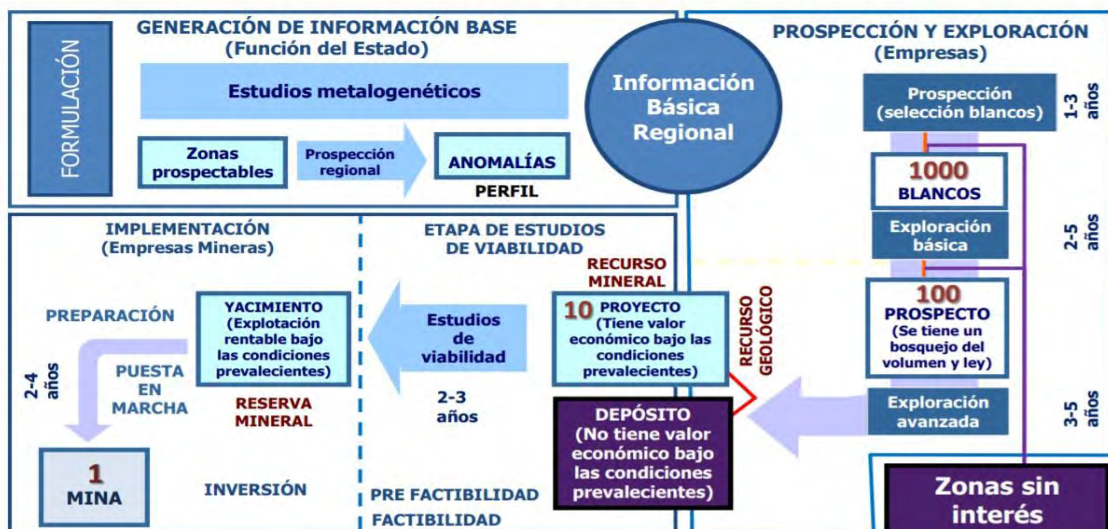 GENERACIÓN DE INFORMACIÓN BASE
(Función del Estado)
FORMULACIÓN
Estudios metalogenéticos
Zonas
prospectables
Prospección
regional
ANOMALÍAS
PERFIL
Información
Básica
Regional
PROSPECCIÓN Y EXPLORACIÓN
(Empresas)
Prospección
(selección blancos)
1-3
años
1000
BLANCOS
Exploración
básica
2-5
años
100
PROSPECTO
(Se tiene un
bosquejo del
volumen y ley)
Exploración
avanzada
3-5
años
Zonas sin
interés
IMPLEMENTACIÓN
(Empresas Mineras)
ETAPA DE ESTUDIOS
DE VIABILIDAD
RECURSO
MINERAL
10 PROYECTO
(Tiene valor
económico bajo las
condiciones
prevalecientes)
RECURSO
GEOLÓGICO
DEPÓSITO
(No tiene valor
económico bajo
las condiciones
prevalecientes)
Estudios
de
viabilidad
2-3
años
PRE FACTIBILIDAD
FACTIBILIDAD
YACIMIENTO
(Explotación
rentable bajo
las condiciones
prevalecientes)
RESERVA
MINERAL
PREPARACIÓN
PUESTA
EN
MARCHA
2-4
años
1
MINA
INVERSIÓN